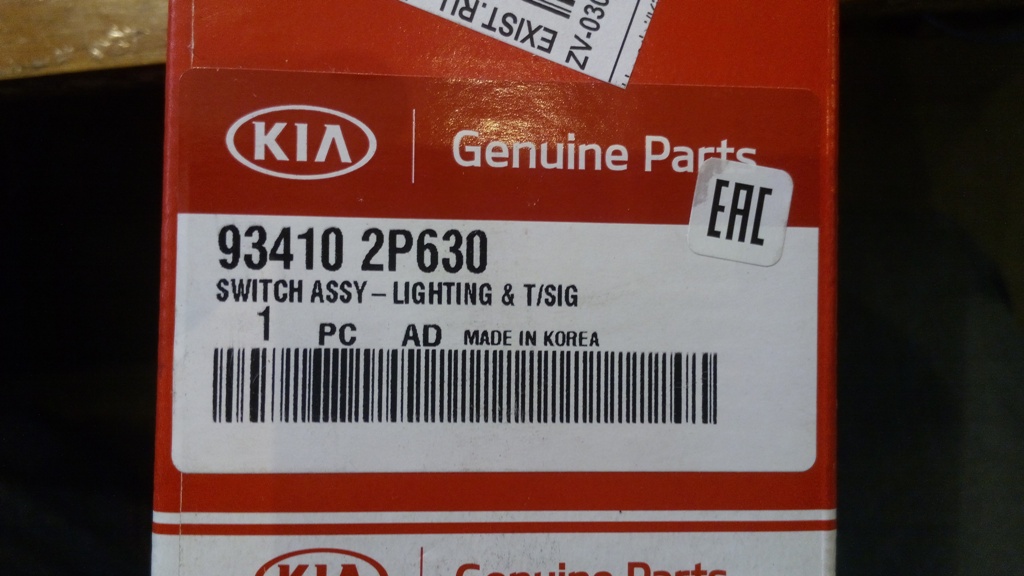 EXIST.RU
ZV-030
KIA Genuine Parts
EAC
93410 2P630
SWITCH ASSY – LIGHTING & T/SIG
1 PC AD MADE IN KOREA
KIA Genuine Parts